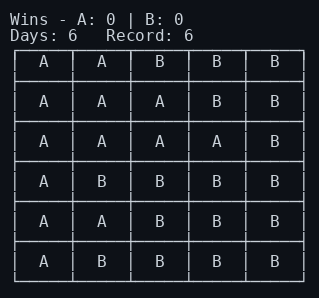 Wins - A: 0 | B: 0
Days: 6   Record: 6
A A B B B
A A A B B
A A A A B
A B B B B
A A B B B
A B B B B